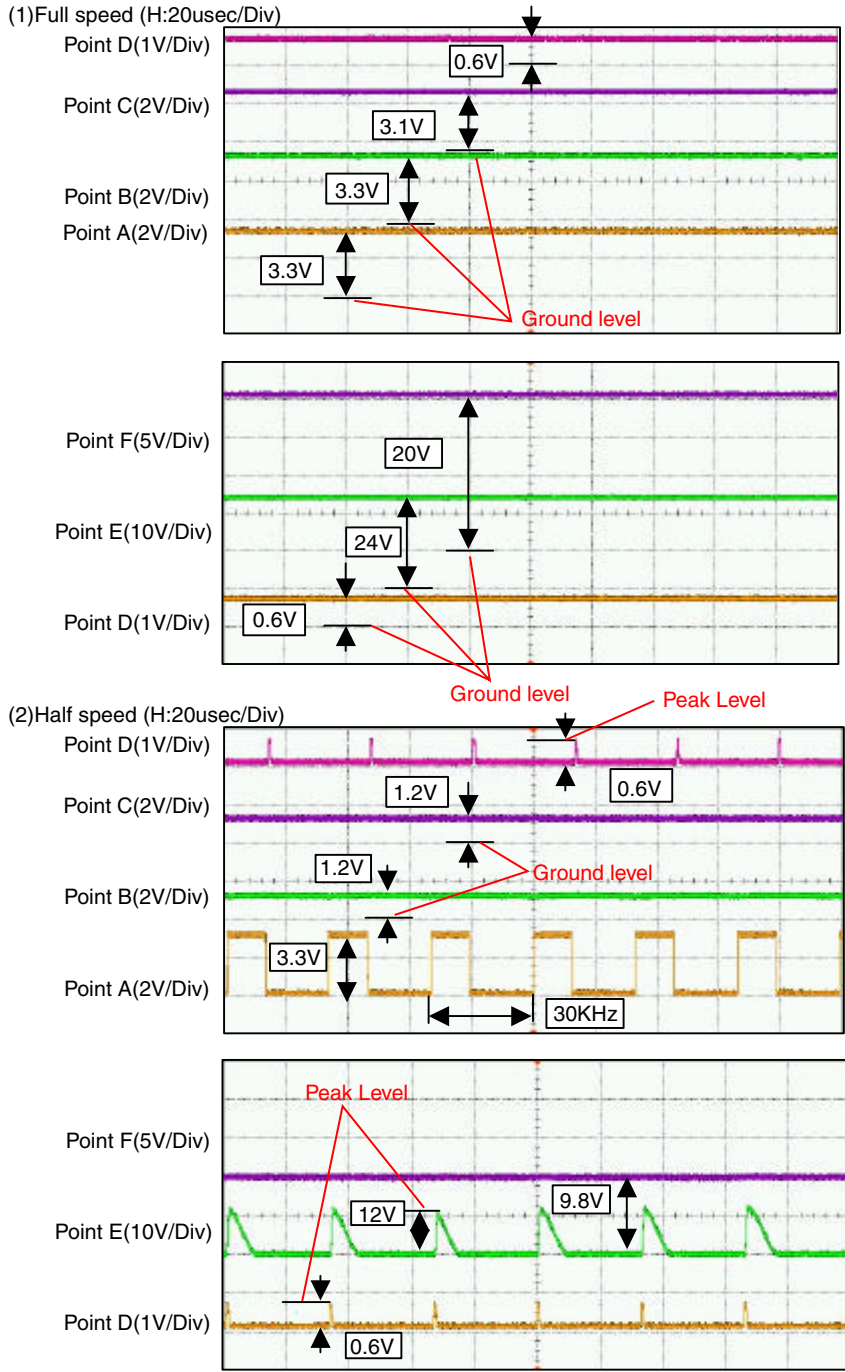 (1)Full speed (H:20usec/Div)
Point D(1V/Div)
0.6V
Point C(2V/Div)
3.1V
3.3V
Point B(2V/Div)
Point A(2V/Div)
3.3V
Ground level
Point F(5V/Div)
20V
Point E(10V/Div)
24V
0.6V
Point D(1V/Div)
Ground level
Peak Level
(2)Half speed (H:20usec/Div)
Point D(1V/Div)
0.6V
1.2V
Point C(2V/Div)
1.2V
Ground level
Point B(2V/Div)
3.3V
Point A(2V/Div)
30KHz
Peak Level
Point F(5V/Div)
9.8V
12V
Point E(10V/Div)
Point D(1V/Div)
0.6V